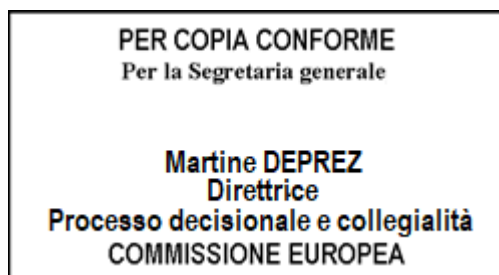 PER COPIA CONFORME
Per la Segretaria generale
Martine DEPREZ
Direttrice
Processo decisionale e collegialità
COMMISSIONE EUROPEA